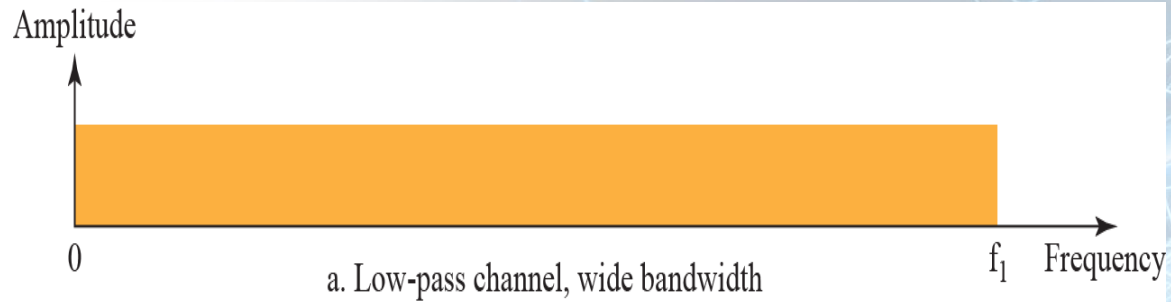 Amplitude
0
f₁
Frequency
a. Low-pass channel, wide bandwidth